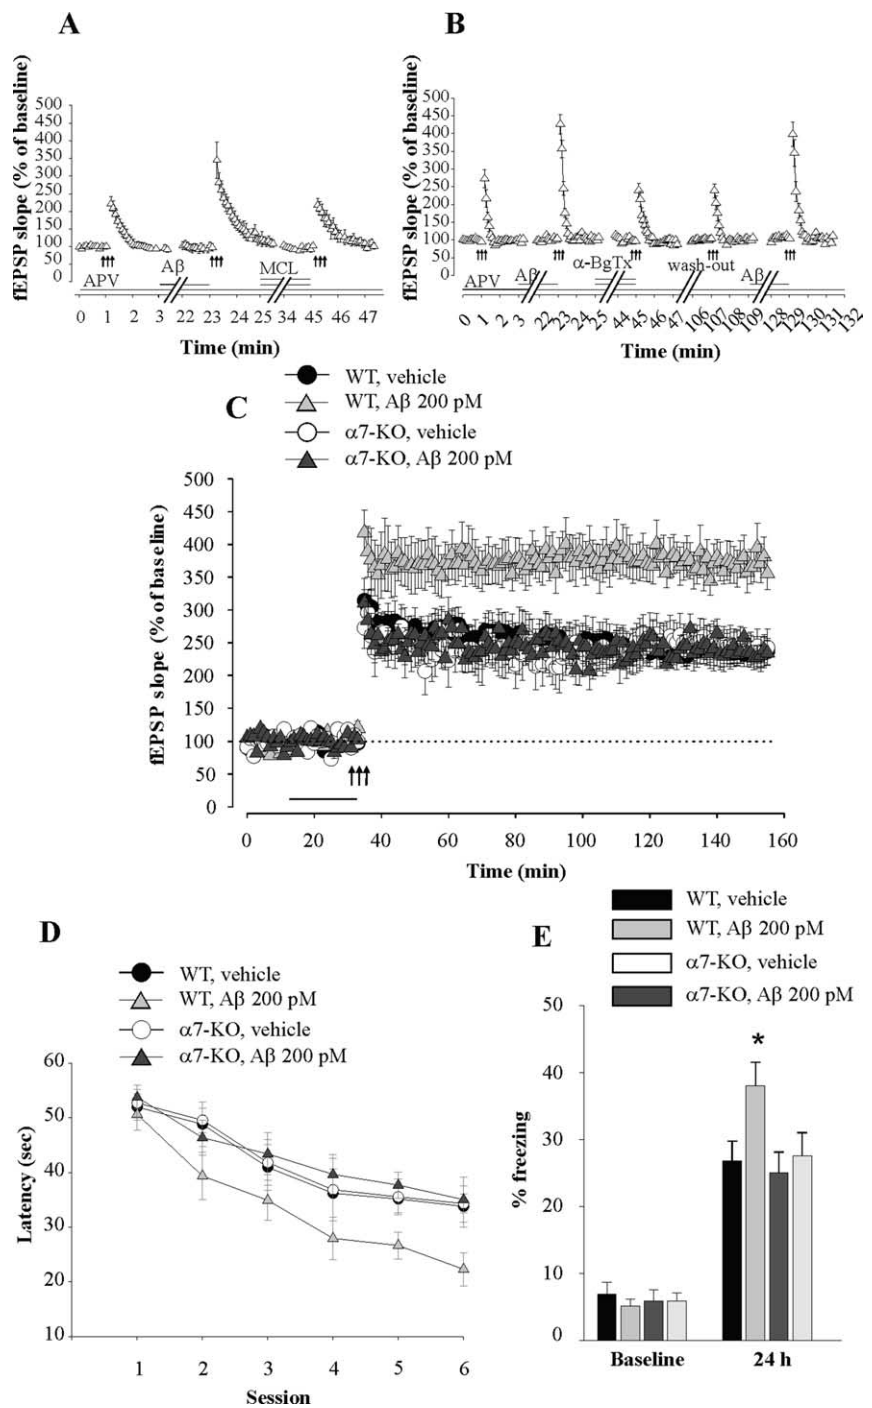 A
B
fEPSP slope (% of baseline)
500
450
400
350
300
250
200
150
100
50
0
APV
Aβ
MCL
0 1 2 3 22 23 24 25 34 45 46 47
Time (min)
fEPSP slope (% of baseline)
500
450
400
350
300
250
200
150
100
50
0
APV
Aβ
α-BgTx
wash-out
Aβ
0 1 2 3 22 23 24 25 44 45 46 47 106 107 108 109 128 129 130 131 132
Time (min)
C
WT, vehicle
WT, Aβ 200 pM
α7-KO, vehicle
α7-KO, Aβ 200 pM
fEPSP slope (% of baseline)
500
450
400
350
300
250
200
150
100
50
0
0 20 40 60 80 100 120 140 160
Time (min)
D
WT, vehicle
WT, Aβ 200 pM
α7-KO, vehicle
α7-KO, Aβ 200 pM
Latency (sec)
60
50
40
30
20
10
1 2 3 4 5 6
Session
E
WT, vehicle
WT, Aβ 200 pM
α7-KO, vehicle
α7-KO, Aβ 200 pM
% freezing
50
40
30
20
10
0
*
Baseline 24 h